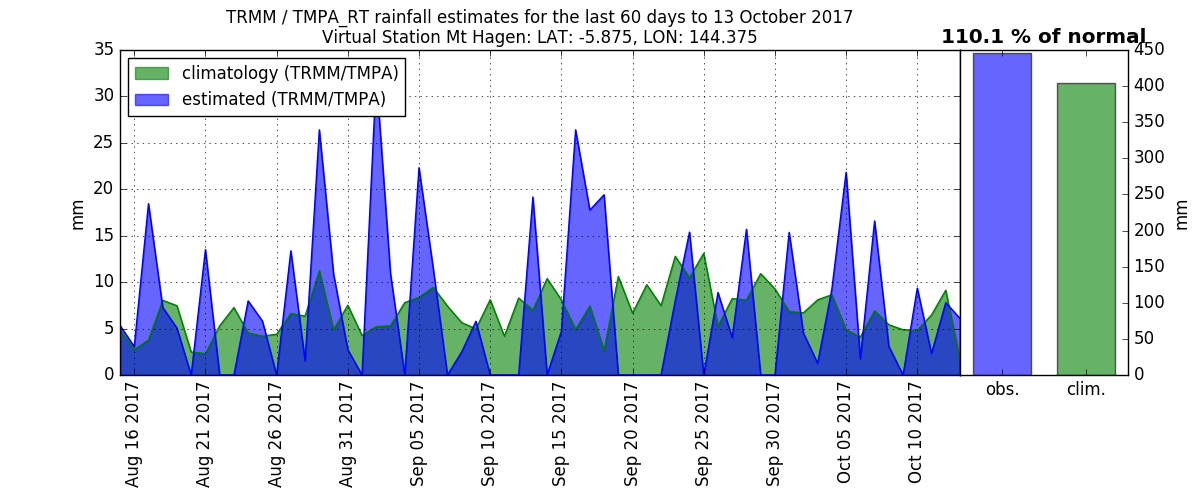 TRMM / TMPA_RT rainfall estimates for the last 60 days to 13 October 2017
Virtual Station Mt Hagen: LAT: -5.875, LON: 144.375
110.1 % of normal
climatology (TRMM/TMPA)
estimated (TRMM/TMPA)
mm
35
30
25
20
15
10
5
0
Aug 16 2017
Aug 21 2017
Aug 26 2017
Aug 31 2017
Sep 05 2017
Sep 10 2017
Sep 15 2017
Sep 20 2017
Sep 25 2017
Sep 30 2017
Oct 05 2017
Oct 10 2017
450
400
350
300
250
200
150
100
50
0
mm
obs.
clim.